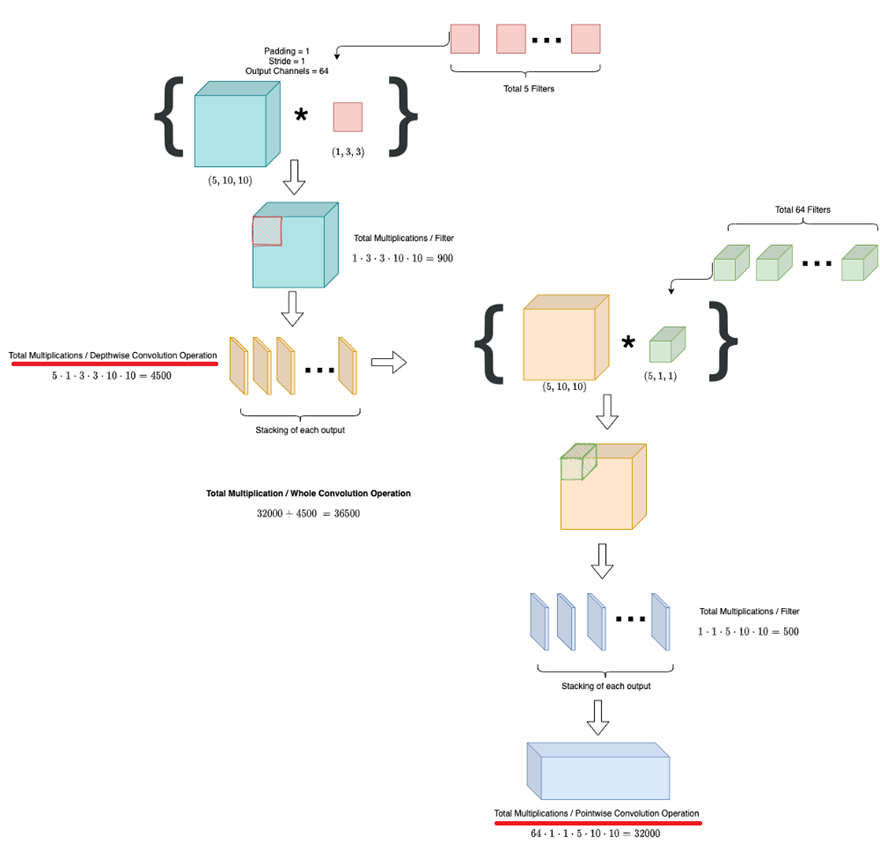 Padding = 1
Stride = 1
Output Channels = 64
Total 5 Filters
{
*
}
(1, 3, 3)
(5, 10, 10)
Total Multiplications / Filter
1 · 3 · 3 · 10 · 10 = 900
Total 64 Filters
Total Multiplications / Depthwise Convolution Operation
5 · 1 · 3 · 3 · 10 · 10 = 4500
Stacking of each output
{
*
}
(5, 10, 10)
(5, 1, 1)
Total Multiplication / Whole Convolution Operation
32000 + 4500 = 36500
Total Multiplications / Filter
1 · 1 · 5 · 10 · 10 = 500
Stacking of each output
Total Multiplications / Pointwise Convolution Operation
64 · 1 · 1 · 5 · 10 · 10 = 32000